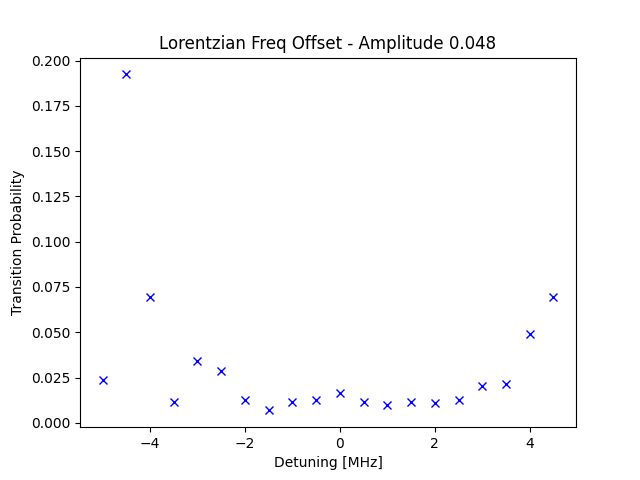 Lorentzian Freq Offset - Amplitude 0.048
Transition Probability
0.200
0.175
0.150
0.125
0.100
0.075
0.050
0.025
0.000
−4 −2 0 2 4
Detuning [MHz]